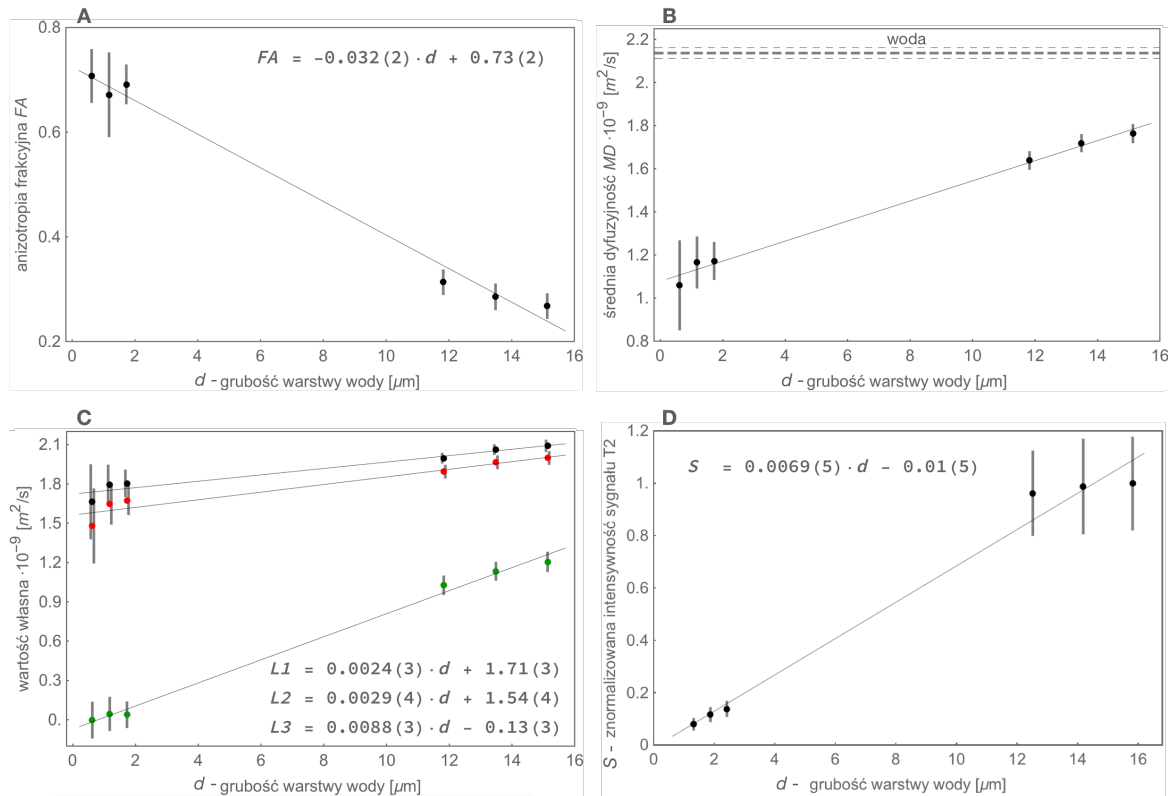 A
0.8
0.6
0.4
0.2
anizotropia frakcyjna FA
FA = −0.032(2)·d + 0.73(2)
0 2 4 6 8 10 12 14 16
d - grubość warstwy wody [µm]
B
2.2
2.
1.8
1.6
1.4
1.2
1.
0.8
średnia dyfuzyjność MD ·10⁻⁹ [m²/s]
woda
0 2 4 6 8 10 12 14 16
d - grubość warstwy wody [µm]
C
2.1
1.8
1.5
1.2
0.9
0.6
0.3
0.
wartość własna ·10⁻⁹ [m²/s]
L1 = 0.0024(3)·d + 1.71(3)
L2 = 0.0029(4)·d + 1.54(4)
L3 = 0.0088(3)·d − 0.13(3)
0 2 4 6 8 10 12 14 16
d - grubość warstwy wody [µm]
D
1.2
1.
0.8
0.6
0.4
0.2
0
S - znormalizowana intensywność sygnału T2
S = 0.0069(5)·d − 0.01(5)
0 2 4 6 8 10 12 14 16
d - grubość warstwy wody [µm]